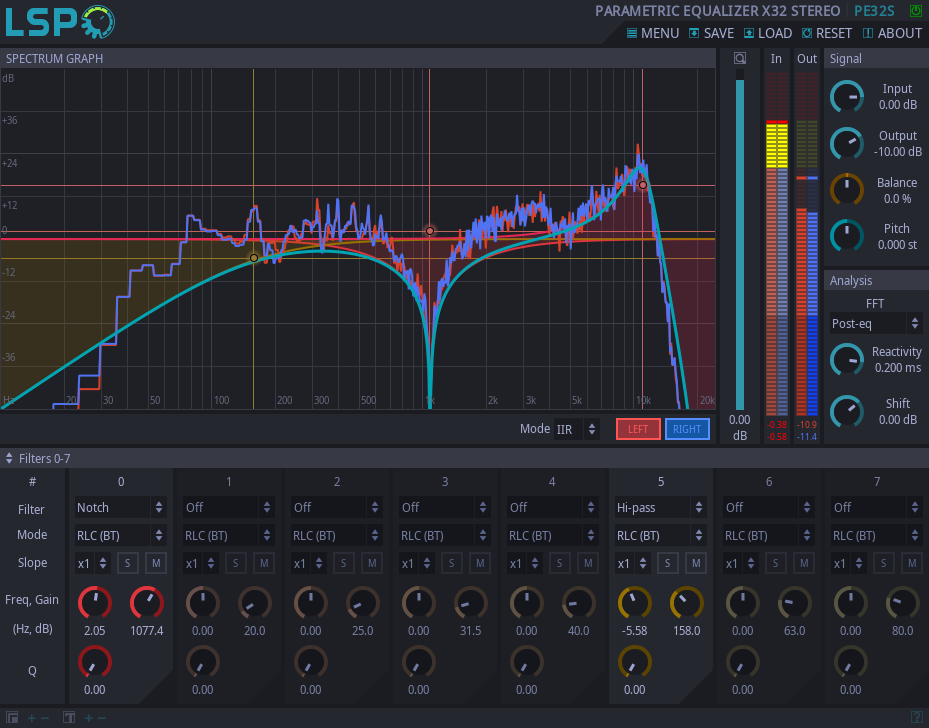 LSP
PARAMETRIC EQUALIZER X32 STEREO PE32S
MENU SAVE LOAD RESET ABOUT
SPECTRUM GRAPH
In Out
Signal
dB
+36
+24
+12
0
-12
-24
-36
Hz 20 30 50 100 200 300 500 1k 2k 3k 5k 10k 20k
Input
0.00 dB
Output
-10.00 dB
Balance
0.0 %
Pitch
0.000 st
Analysis
FFT
Post-eq
Reactivity
0.200 ms
Shift
0.00 dB
0.00
dB
-0.38 -10.9
-0.58 -11.4
Mode IIR LEFT RIGHT
Filters 0-7
# 0 1 2 3 4 5 6 7
Filter Notch Off Off Off Off Hi-pass Off Off
Mode RLC (BT) RLC (BT) RLC (BT) RLC (BT) RLC (BT) RLC (BT) RLC (BT) RLC (BT)
Slope x1 S M x1 S M x1 S M x1 S M x1 S M x1 S M x1 S M x1 S M
Freq, Gain
(Hz, dB) 2.05 1077.4 0.00 20.0 0.00 25.0 0.00 31.5 0.00 40.0 -5.58 158.0 0.00 63.0 0.00 80.0
Q
0.00 0.00 0.00 0.00 0.00 0.00 0.00 0.00
+ - + - ?